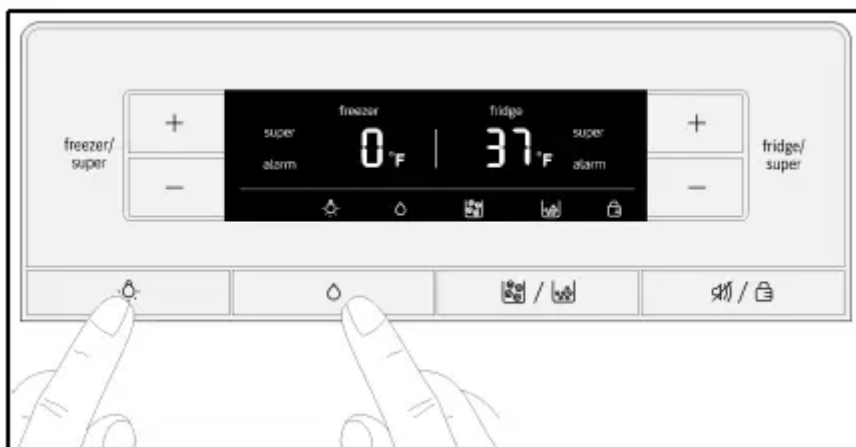 freezer/
super
+
−
freezer
super
0 °F
alarm
fridge
37 °F
super
alarm
+
−
fridge/
super
/
/